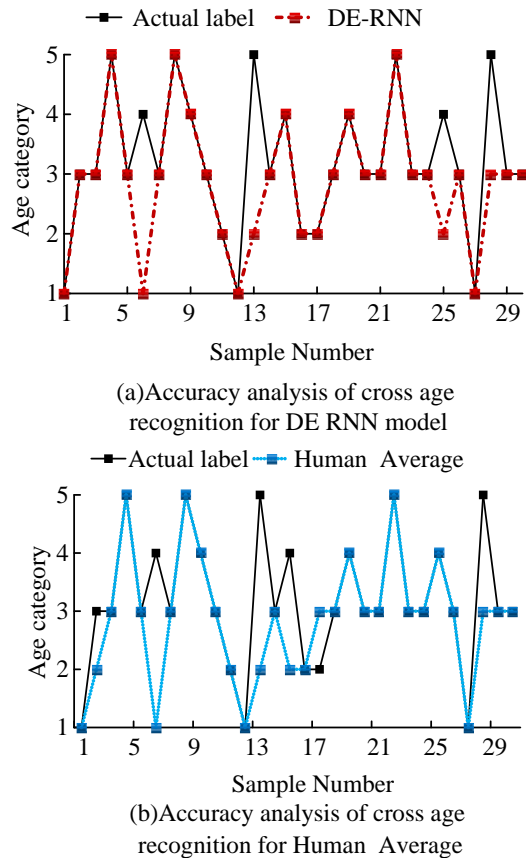 Actual label DE-RNN
5
4
3
2
1
Age category
1 5 9 13 17 21 25 29
Sample Number
(a)Accuracy analysis of cross age
recognition for DE RNN model
Actual label Human Average
5
4
3
2
1
Age category
1 5 9 13 17 21 25 29
Sample Number
(b)Accuracy analysis of cross age
recognition for Human Average